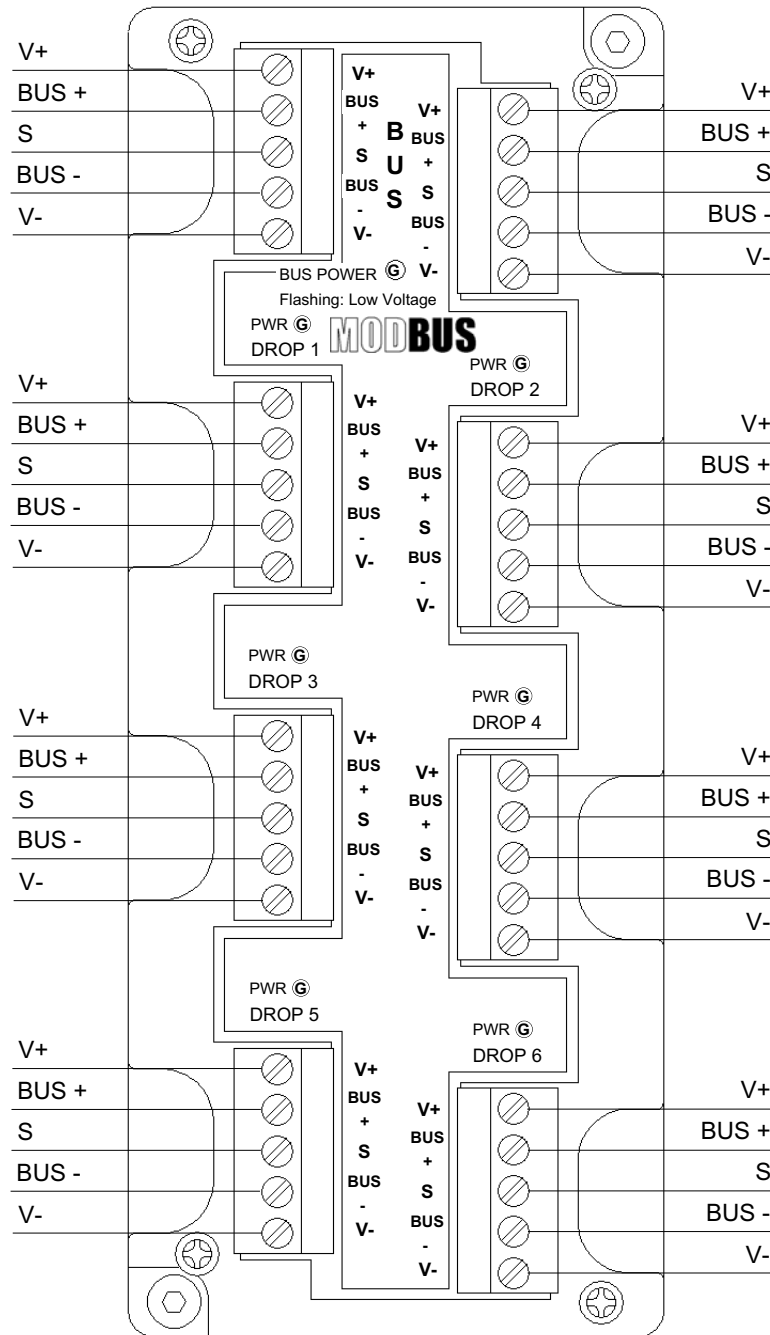 V+
BUS +
S
BUS -
V-
V+
BUS
+
S
BUS
-
V-
BUS
V+
BUS
+
S
BUS
-
V-
V+
BUS +
S
BUS -
V-
BUS POWER G
Flashing: Low Voltage
PWR G
DROP 1
MODBUS
PWR G
DROP 2
V+
BUS +
S
BUS -
V-
V+
BUS
+
S
BUS
-
V-
V+
BUS
+
S
BUS
-
V-
V+
BUS +
S
BUS -
V-
PWR G
DROP 3
PWR G
DROP 4
V+
BUS +
S
BUS -
V-
V+
BUS
+
S
BUS
-
V-
V+
BUS
+
S
BUS
-
V-
V+
BUS +
S
BUS -
V-
PWR G
DROP 5
PWR G
DROP 6
V+
BUS +
S
BUS -
V-
V+
BUS
+
S
BUS
-
V-
V+
BUS
+
S
BUS
-
V-
V+
BUS +
S
BUS -
V-